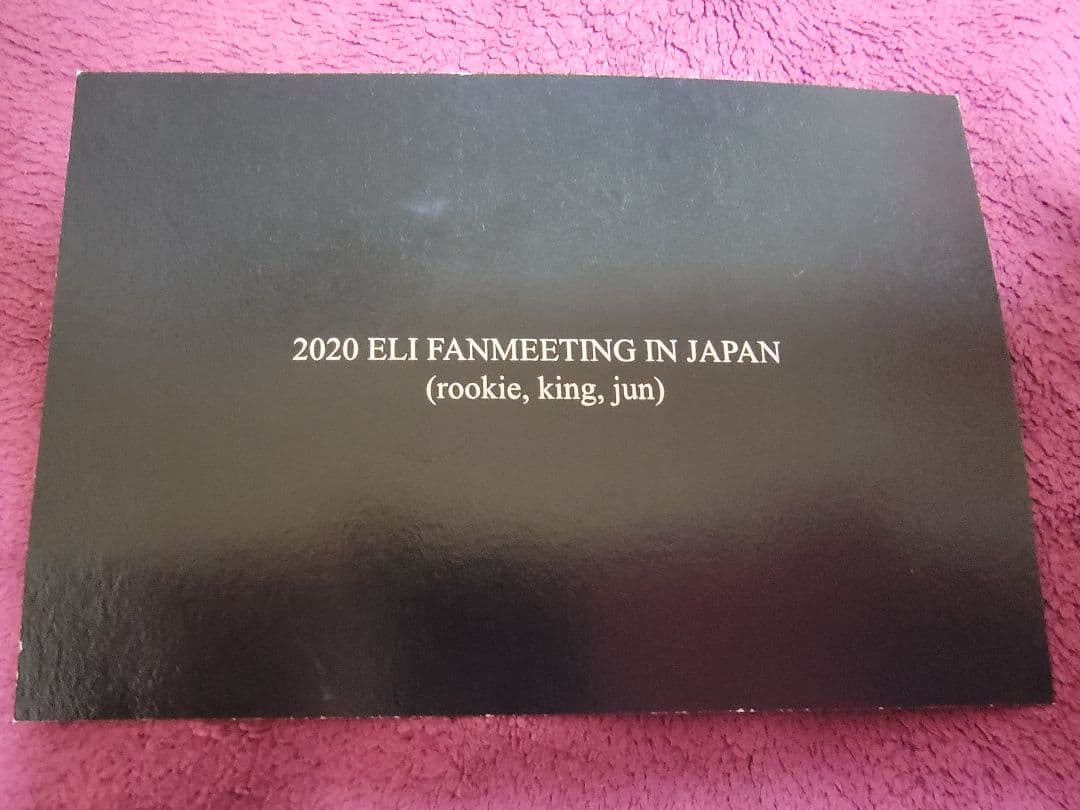 2020 ELI FANMEETING IN JAPAN
(rookie, king, jun)